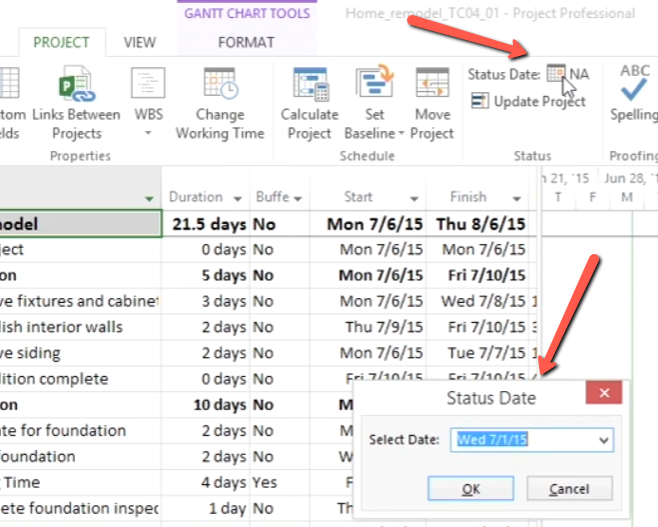 GANTT CHART TOOLS Home_remodel_TC04_01 - Project Professional
PROJECT VIEW FORMAT
Status Date: NA
Update Project
ABC
tom Links Between WBS Change Calculate Set Move Spelling
elds Projects Working Time Project Baseline Project
Properties Schedule Status Proofing
Duration Buffe Start Finish
21, '15 Jun 28, '1
T F M
odel 21.5 days No Mon 7/6/15 Thu 8/6/15
ject 0 days No Mon 7/6/15 Mon 7/6/15
on 5 days No Mon 7/6/15 Fri 7/10/15
ve fixtures and cabinet 3 days No Mon 7/6/15 Wed 7/8/15 1
lish interior walls 2 days No Thu 7/9/15 Fri 7/10/15 3
ve siding 2 days No Mon 7/6/15 Tue 7/7/15 1
lition complete 0 days No Fri 7/10/15 Fri 7/10/15
on 10 days No M
ate for foundation 2 days No M
foundation 2 days No W
Time 4 days Yes F
ete foundation inspec 1 day No Th
Status Date
Select Date: Wed 7/1/15
OK Cancel